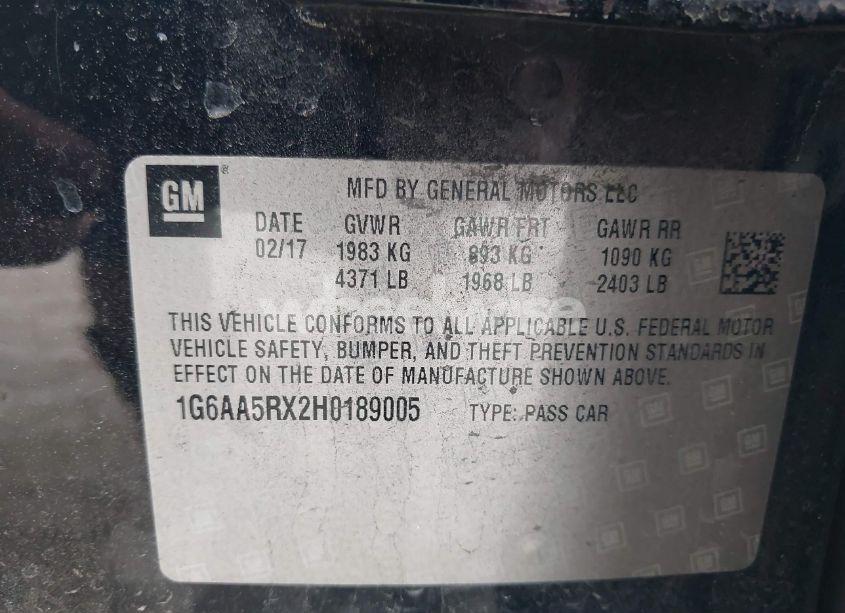 GM ® MFD BY GENERAL MOTORS LLC
DATE GVWR GAWR FRT GAWR RR
02/17 1983 KG 893 KG 1090 KG
4371 LB 1968 LB 2403 LB
THIS VEHICLE CONFORMS TO ALL APPLICABLE U.S. FEDERAL MOTOR
VEHICLE SAFETY, BUMPER, AND THEFT PREVENTION STANDARDS IN
EFFECT ON THE DATE OF MANUFACTURE SHOWN ABOVE.
1G6AA5RX2H0189005 TYPE: PASS CAR